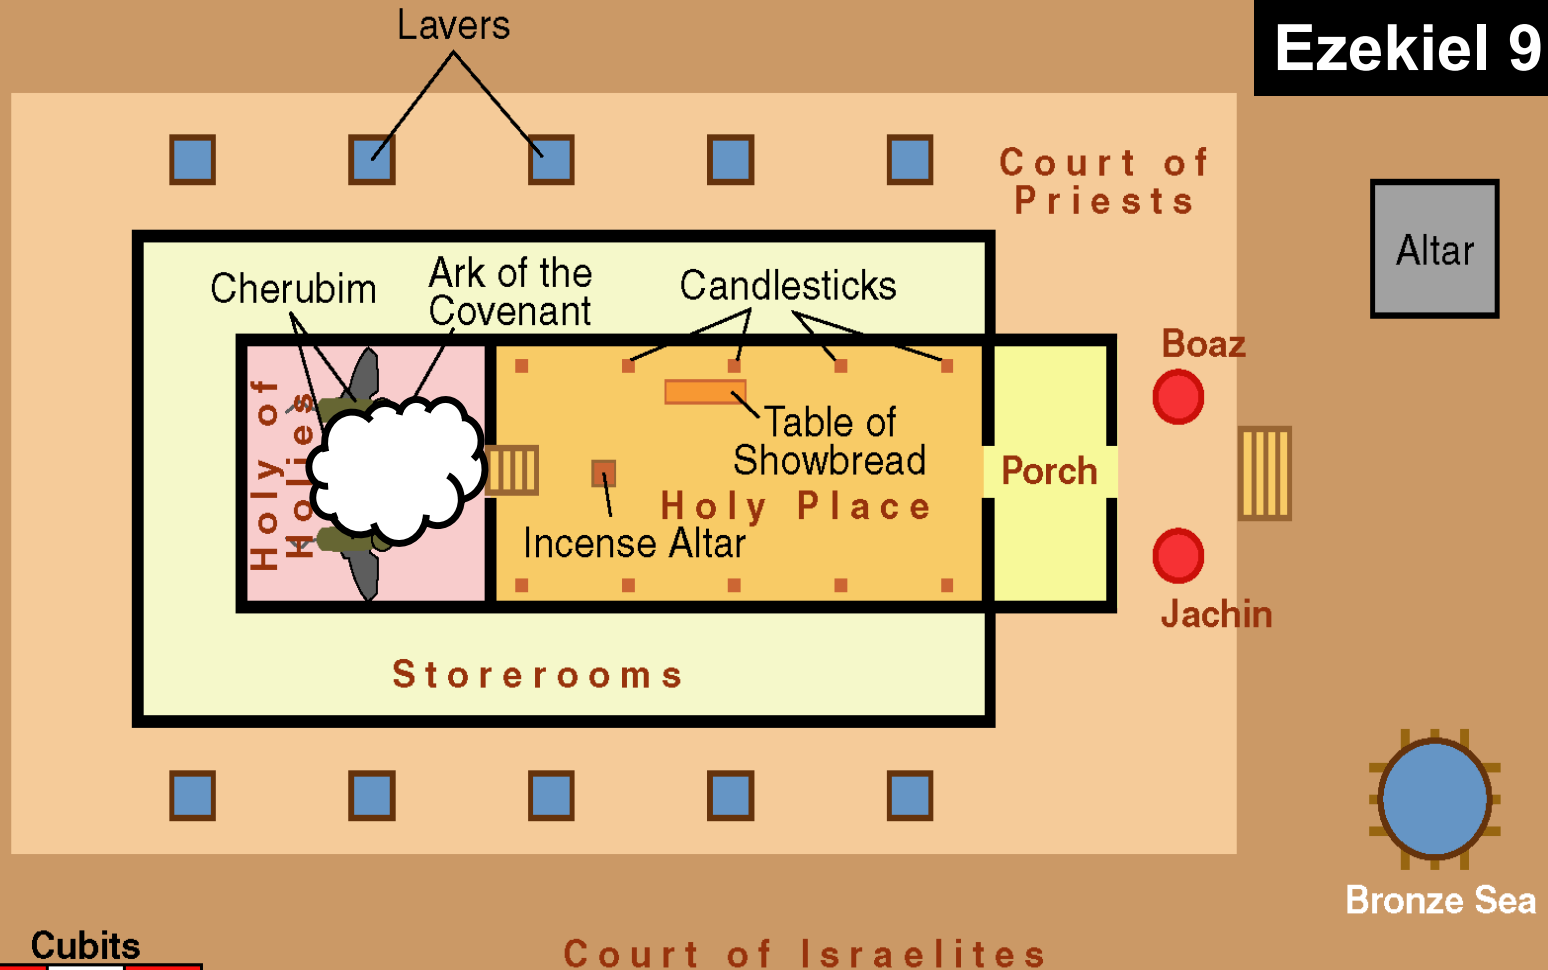 Lavers
Ezekiel 9
Court of
Priests
Altar
Cherubim
Ark of the
Covenant
Candlesticks
Boaz
Holy of
Holies
Table of
Showbread
Porch
Holy Place
Incense Altar
Jachin
Storerooms
Bronze Sea
Cubits
Court of Israelites